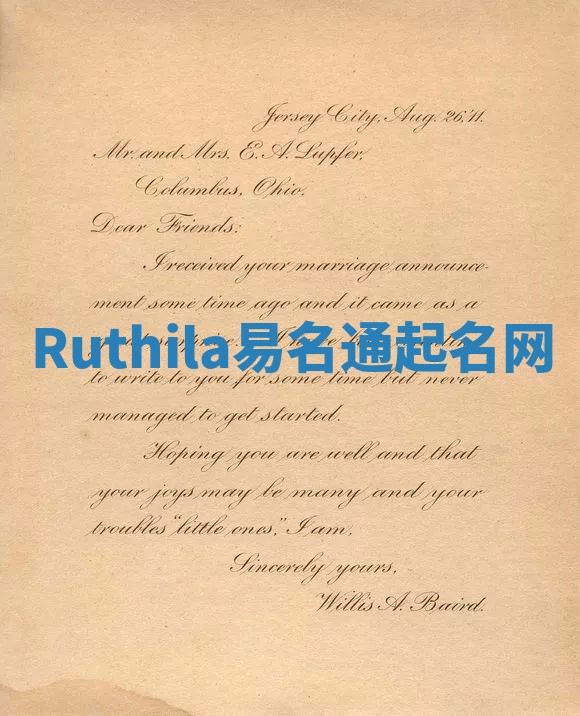 Jersey City, Aug. 26,'11.
Mr. and Mrs. E. A. Lupfer,
Columbus, Ohio.
Dear Friends:
I received your marriage announce-
ment some time ago and it came as a
Ruthila易名通起名网
to write to you for some time but never
managed to get started.
Hoping you are well and that
your joys may be many and your
troubles "little ones," I am,
Sincerely yours,
Willis A. Baird.